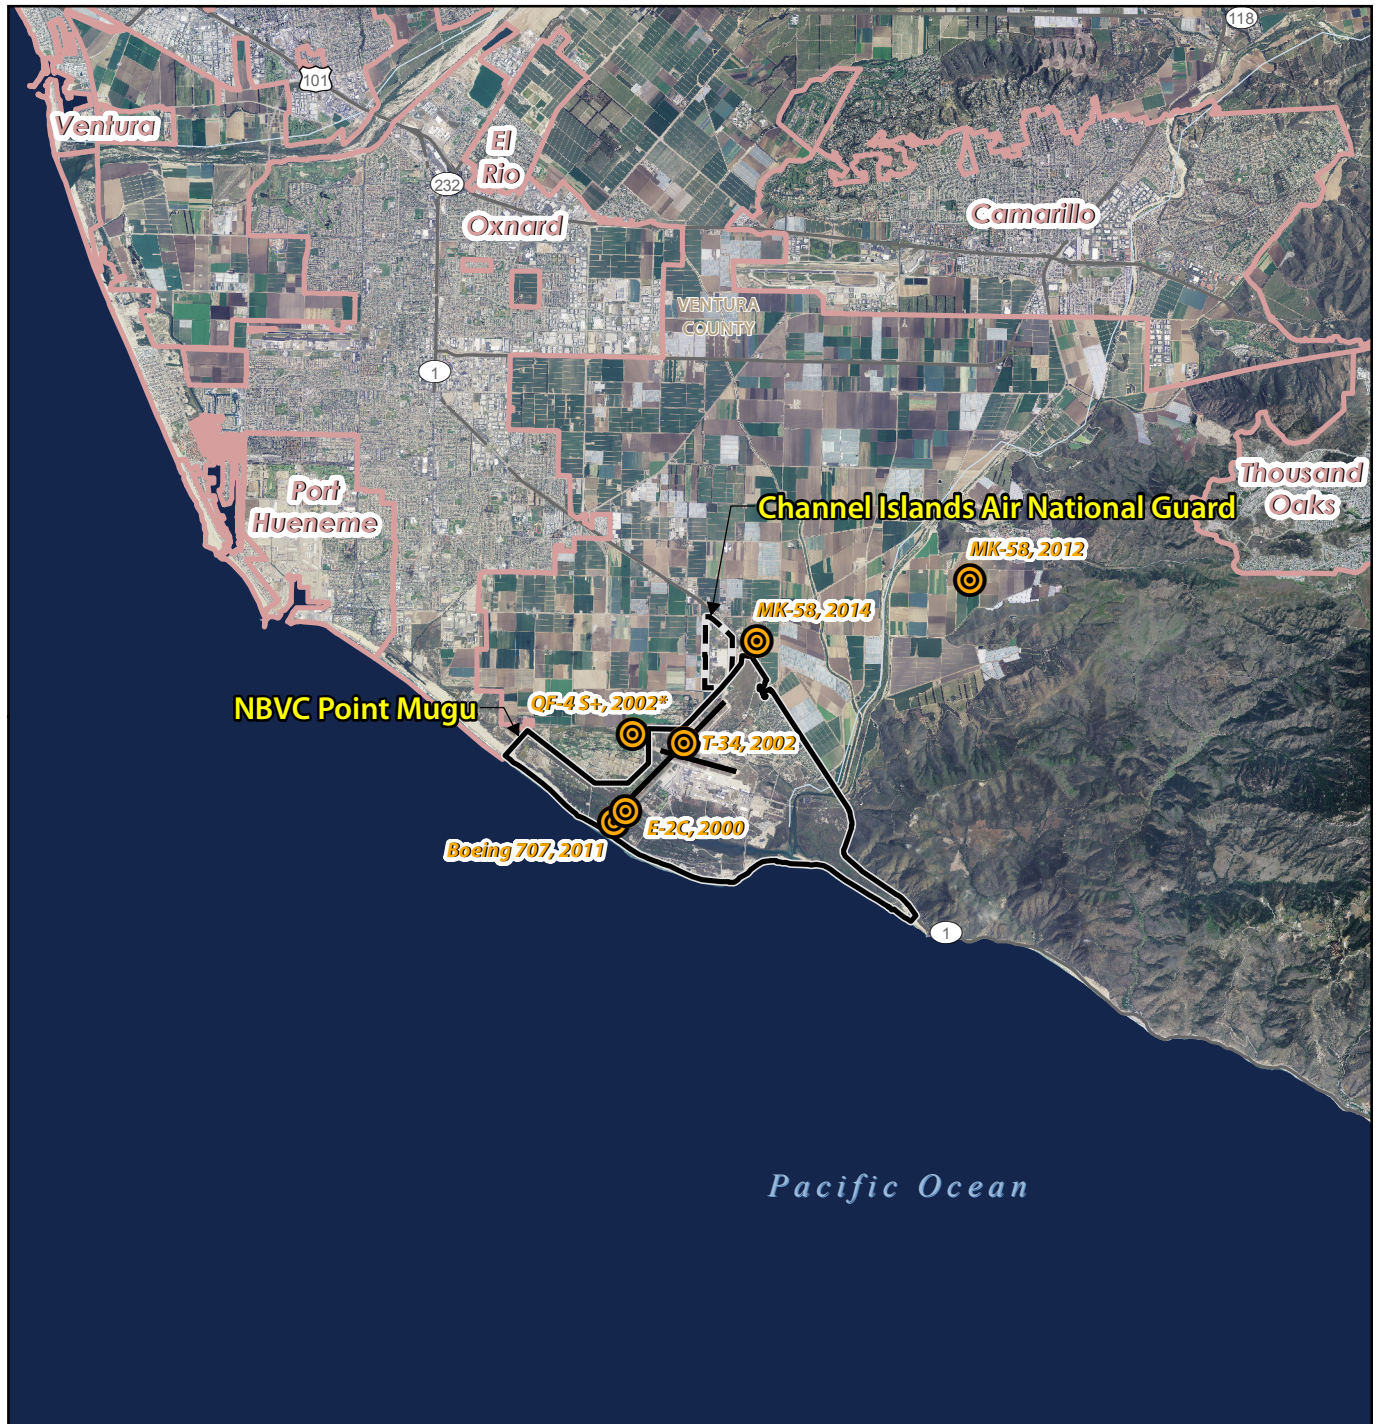 118
101
Ventura
El
Rio
232
Oxnard
Camarillo
VENTURA
COUNTY
1
Port
Hueneme
Thousand
Oaks
Channel Islands Air National Guard
MK-58, 2012
MK-58, 2014
NBVC Point Mugu
QF-4 S+, 2002*
T-34, 2002
E-2C, 2000
Boeing 707, 2011
1
Pacific Ocean